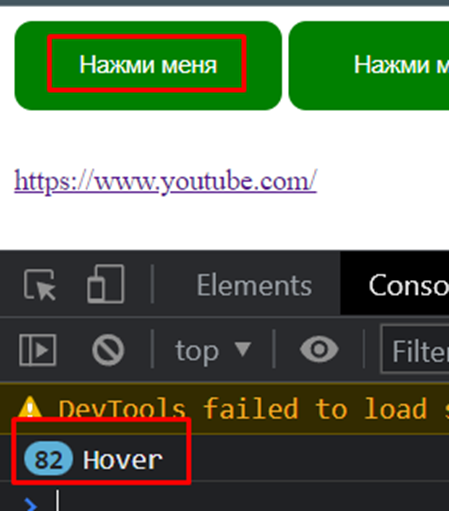 Нажми меня Нажми м
https://www.youtube.com/
Elements Conso
top Filte
DevTools failed to load s
82 Hover